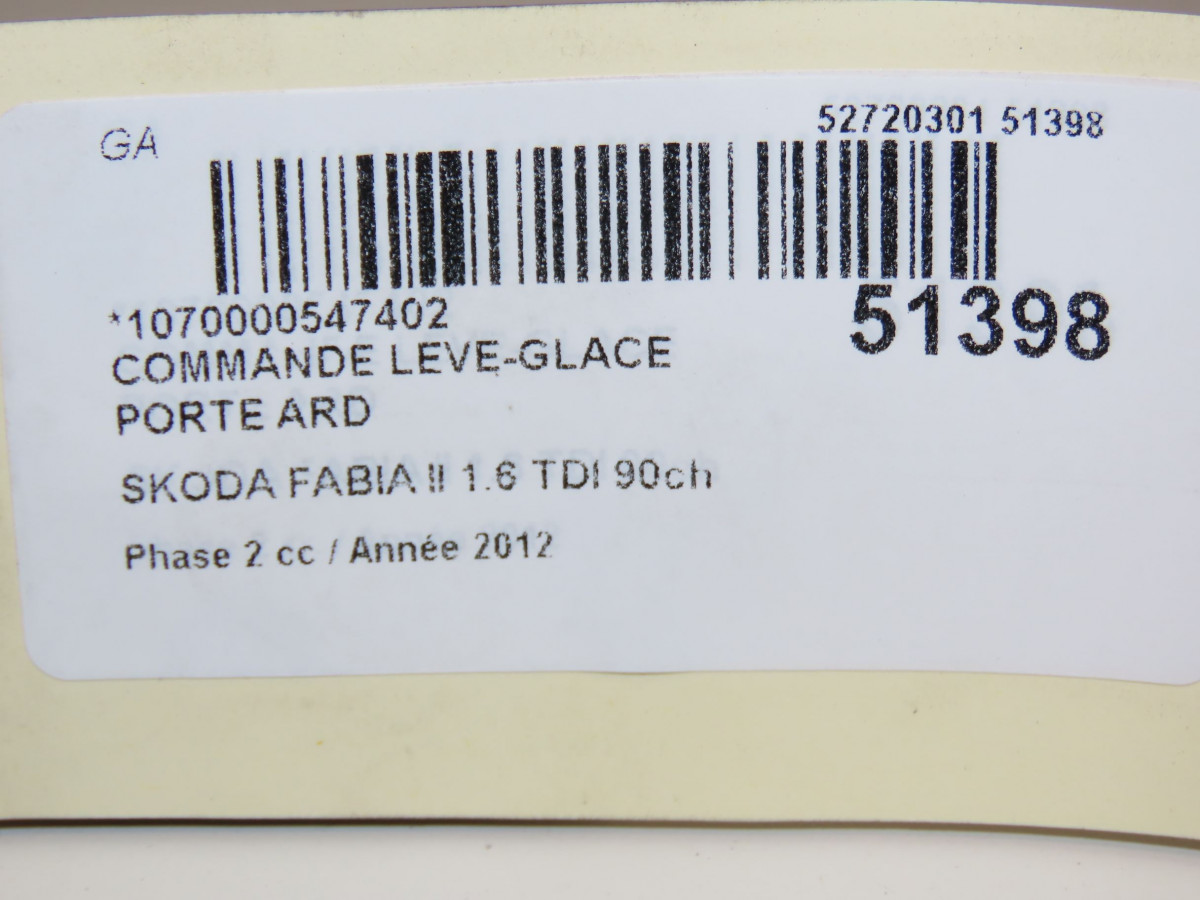 GA
52720301 51398
*1070000547402
51398
COMMANDE LEVE-GLACE
PORTE ARD
SKODA FABIA II 1.6 TDI 90ch
Phase 2 cc / Année 2012